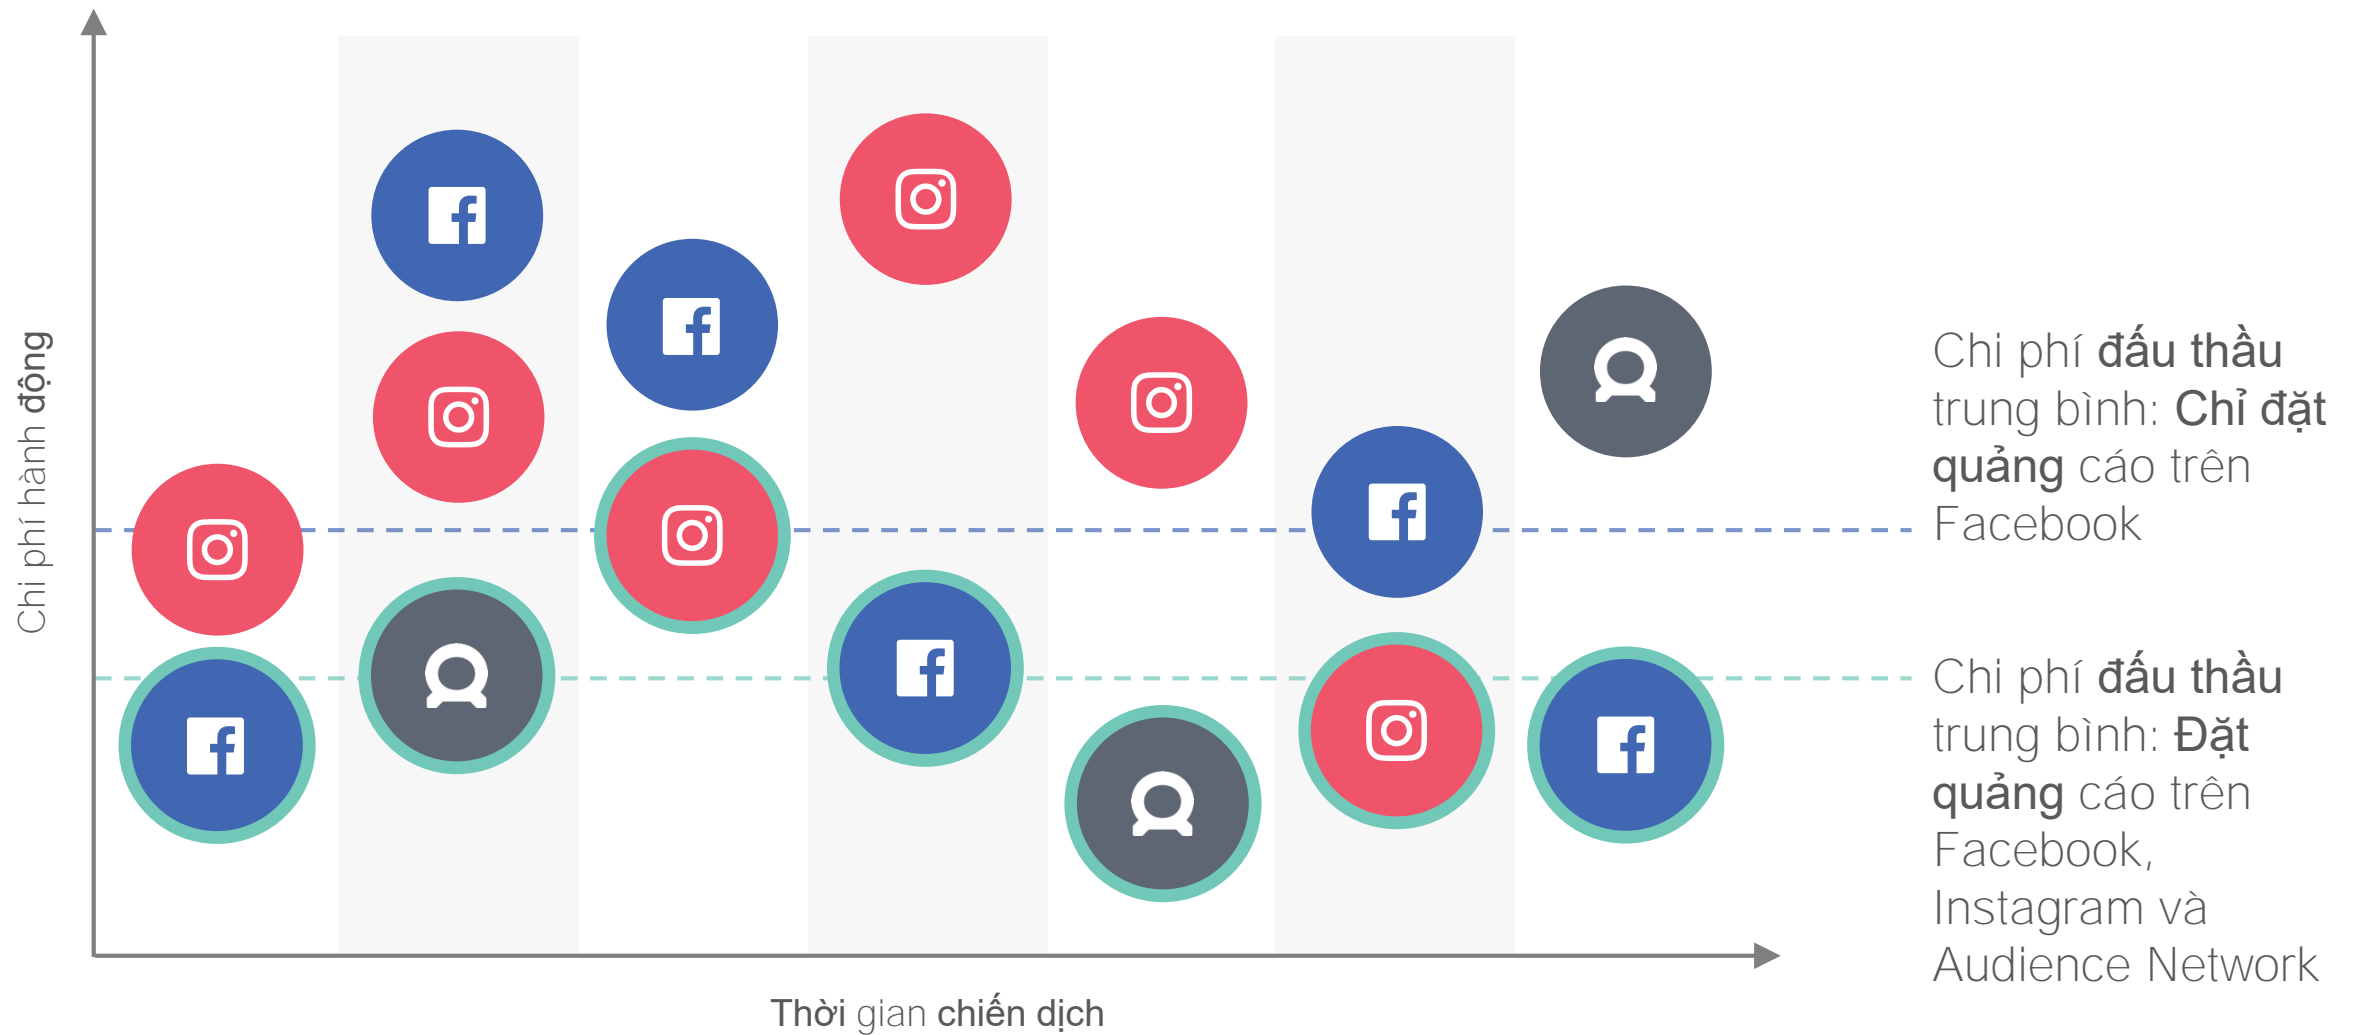 Chi phí hành động
Chi phí đấu thầu
trung bình: Chỉ đặt
quảng cáo trên
Facebook
Chi phí đấu thầu
trung bình: Đặt
quảng cáo trên
Facebook,
Instagram và
Audience Network
Thời gian chiến dịch